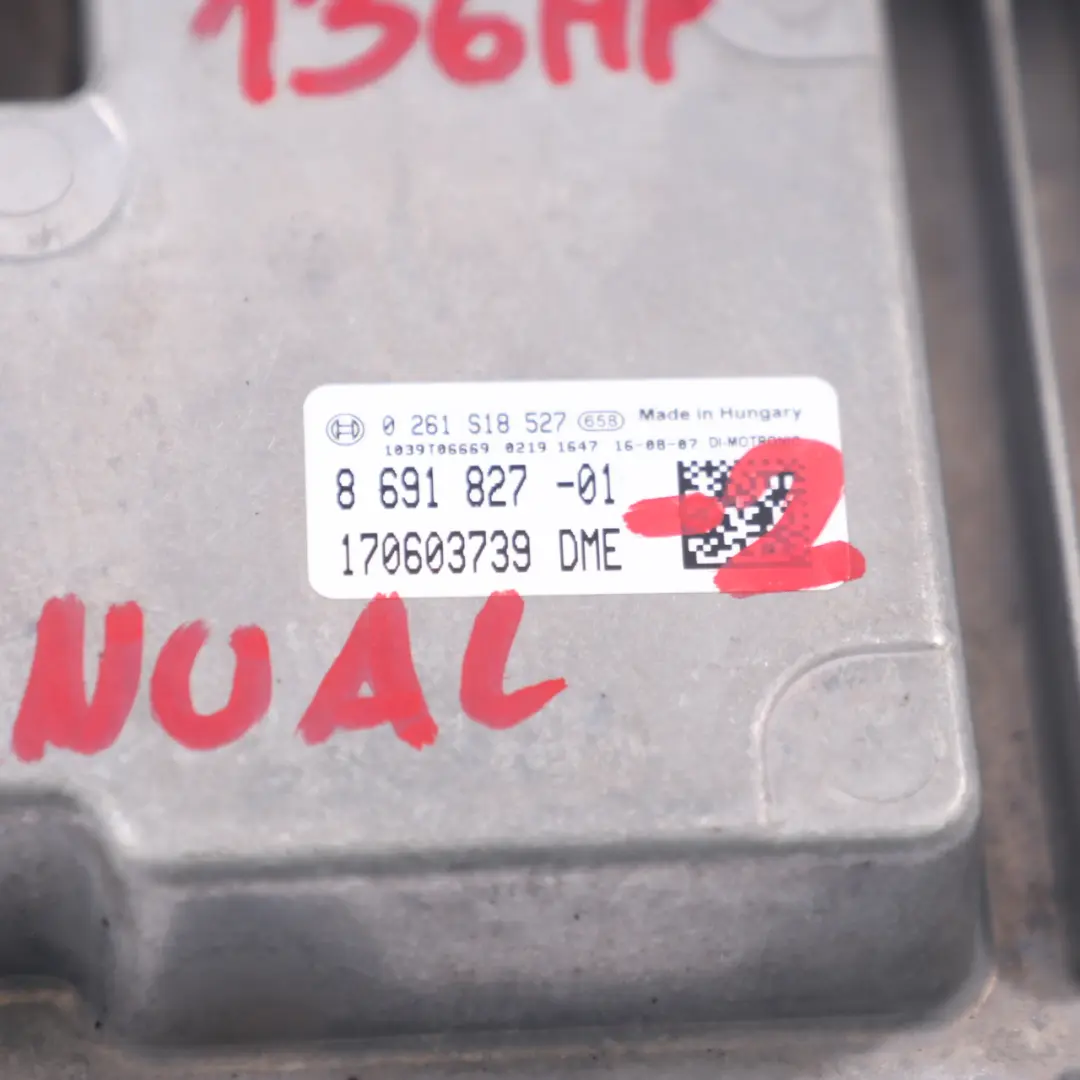 136HP
0 261 S18 527 658 Made in Hungary
1039T06669 0219 1647 16-08-07 DI-MOTRONIC
8 691 827 -01
-2
170603739 DME
NUAL